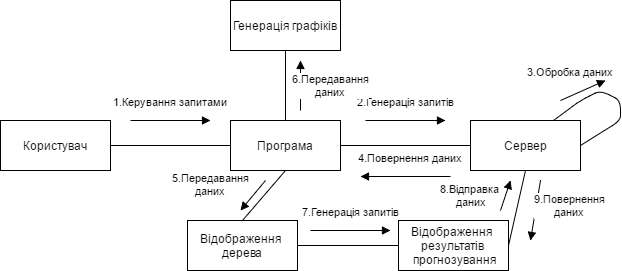 Генерація графіків
3.Обробка даних
6.Передавання
даних
1.Керування запитами
2.Генерація запитів
Користувач
Програма
Сервер
4.Повернення даних
5.Передавання
даних
8.Відправка
даних
9.Повернення
даних
7.Генерація запитів
Відображення
дерева
Відображення
результатів
прогнозування